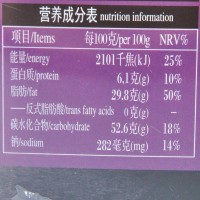 营养成分表 nutrition information
项目/Items 每100克/per 100g NRV%
能量/energy 2101千焦(kJ) 25%
蛋白质/protein 6.1克(g) 10%
脂肪/fat 29.8克(g) 50%
—反式脂肪酸/trans fatty acids 0克(g) —
碳水化合物/carbohydrate 52.6克(g) 18%
钠/sodium 282毫克(mg) 14%